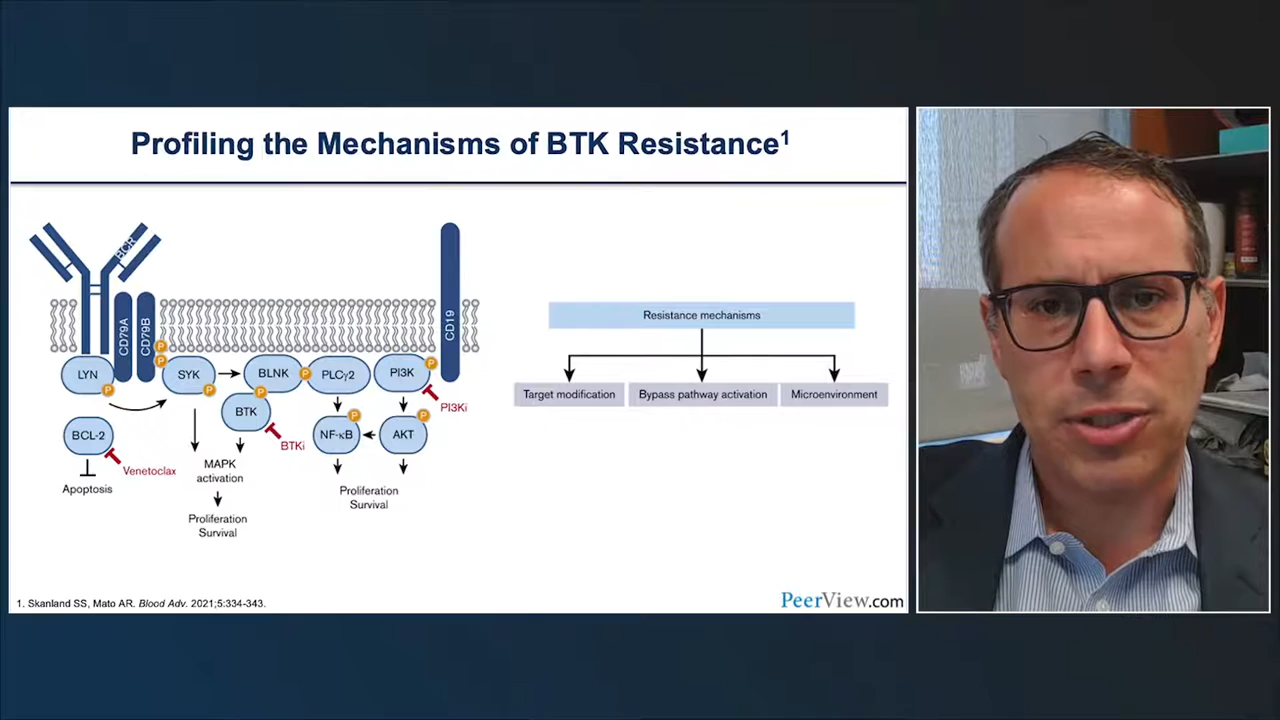 Profiling the Mechanisms of BTK Resistance1
BCR
CD79A
CD79B
CD19
P
P
LYN
P
SYK
P
BLNK
P
PLCγ2
PI3K
P
PI3Ki
BTK
P
BTKi
BCL-2
Venetoclax
Apoptosis
MAPK
activation
Proliferation
Survival
NF-κB
P
AKT
P
Proliferation
Survival
Resistance mechanisms
Target modification
Bypass pathway activation
Microenvironment
1. Skanland SS, Mato AR. Blood Adv. 2021;5:334-343.
PeerView.com